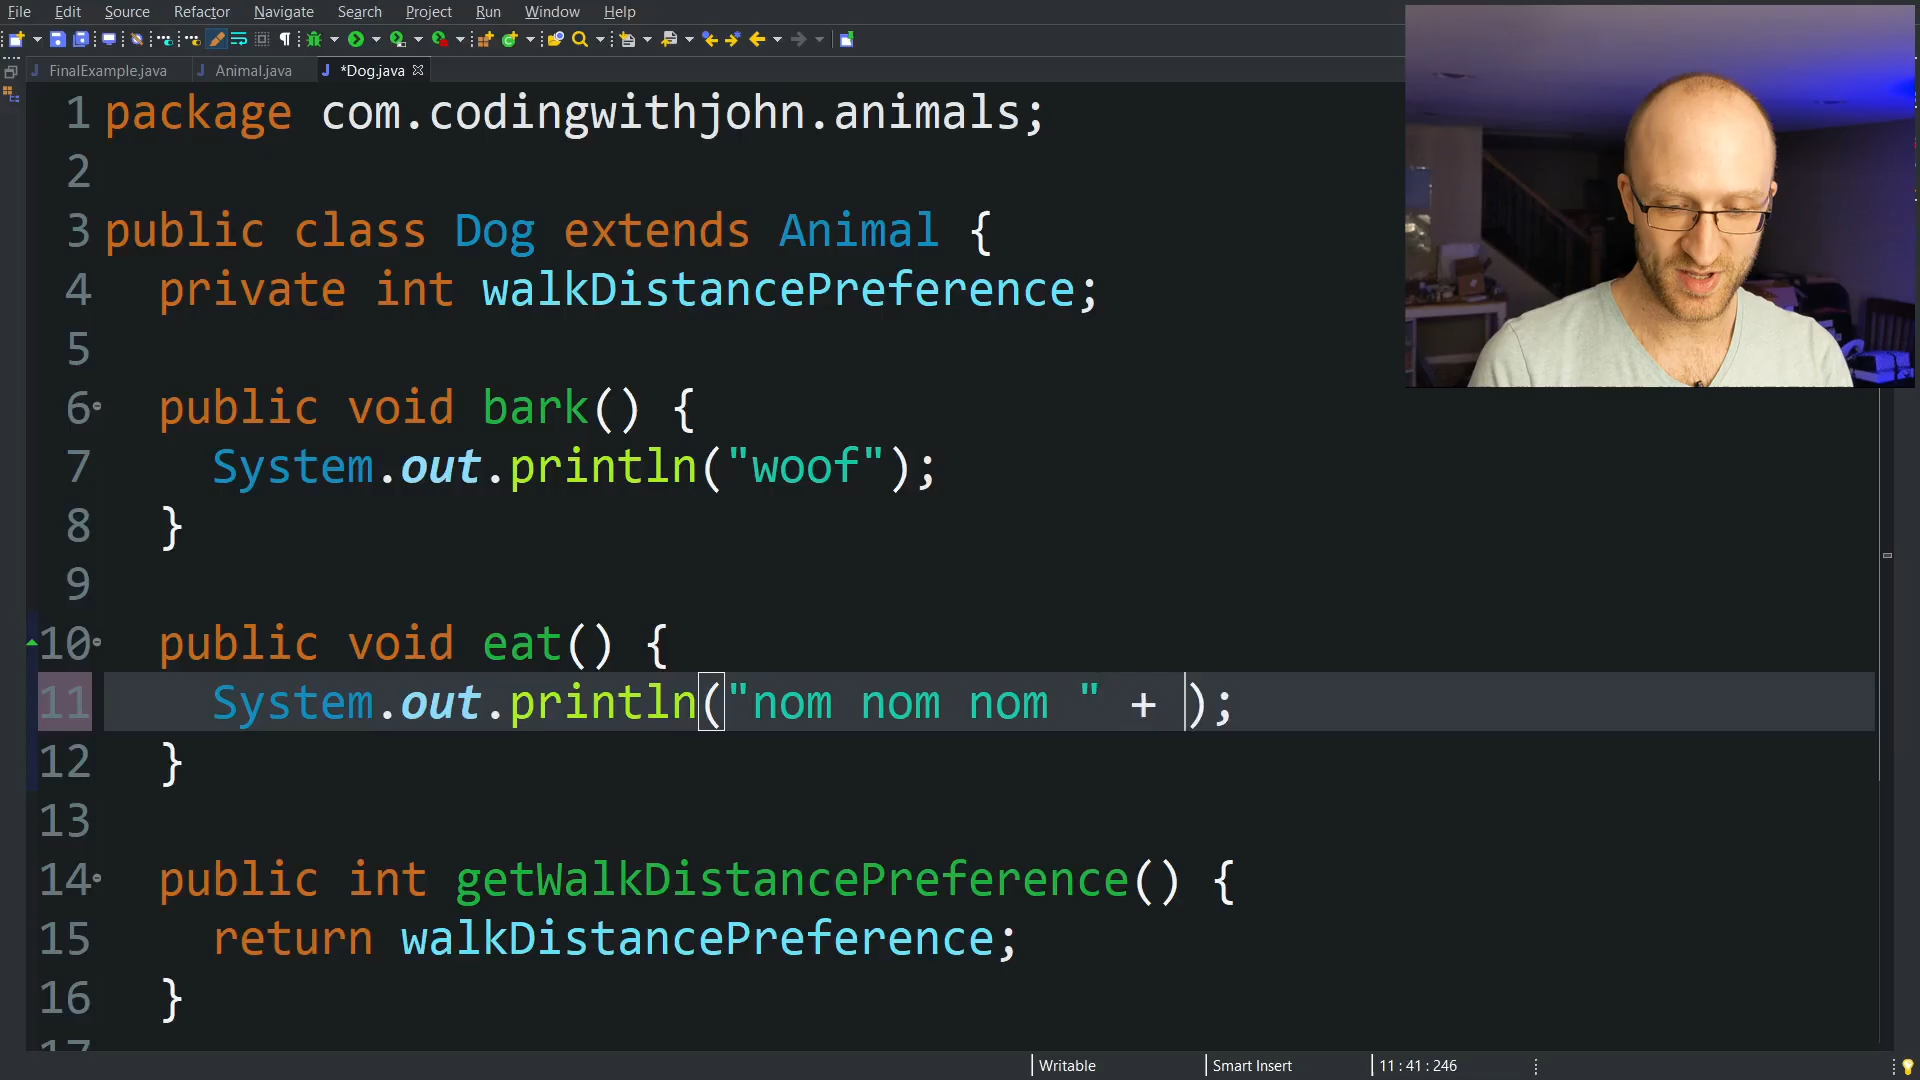 File Edit Source Refactor Navigate Search Project Run Window Help
FinalExample.java Animal.java *Dog.java
1 package com.codingwithjohn.animals;
2
3 public class Dog extends Animal {
4 private int walkDistancePreference;
5
6 public void bark() {
7 System.out.println("woof");
8 }
9
10 public void eat() {
11 System.out.println("nom nom nom " + );
12 }
13
14 public int getWalkDistancePreference() {
15 return walkDistancePreference;
16 }
17
Writable Smart Insert 11 : 41 : 246